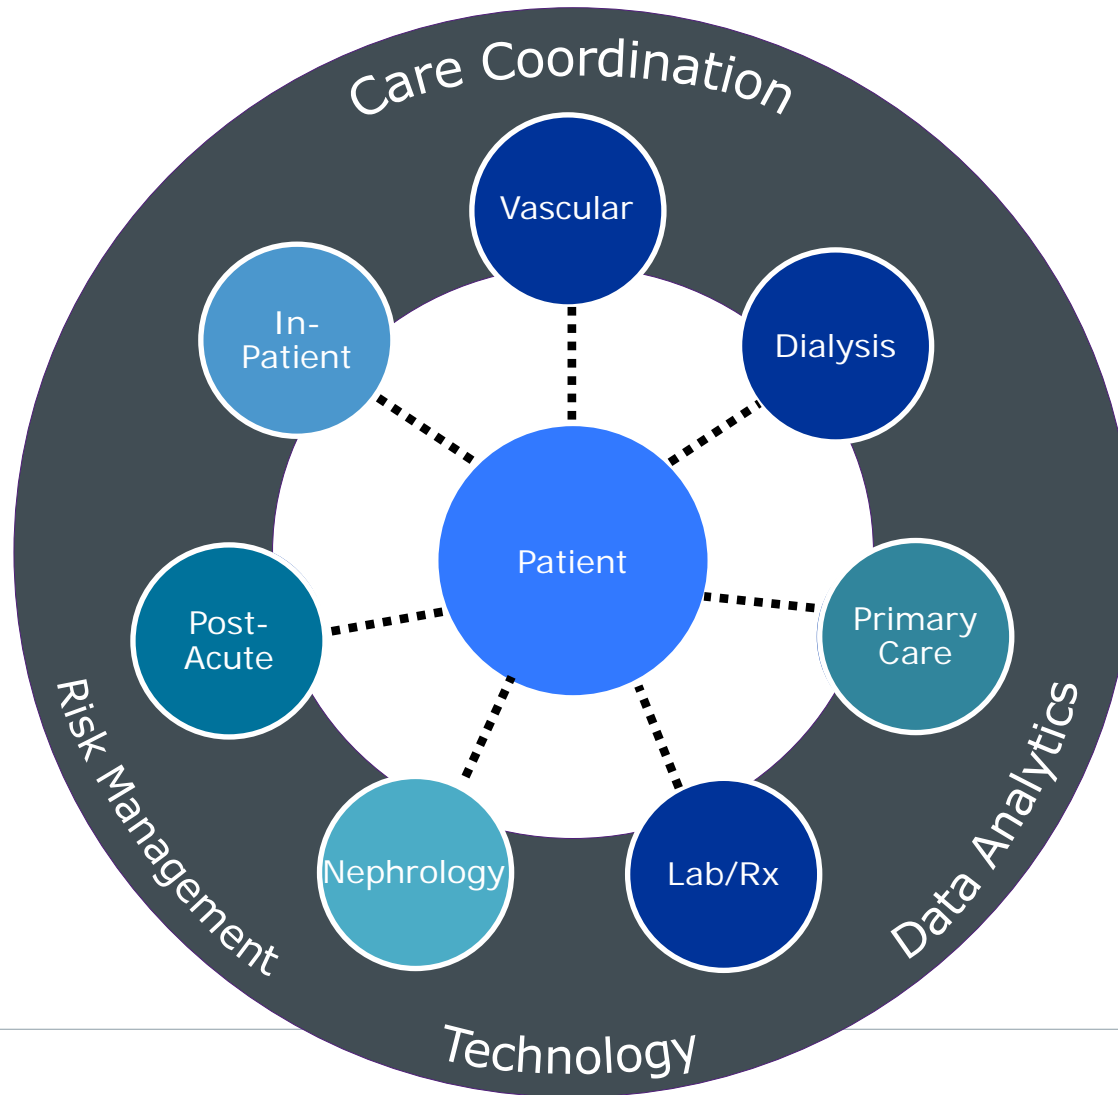 Care Coordination
Vascular
In-
Patient
Dialysis
Patient
Post-
Acute
Primary
Care
Nephrology
Lab/Rx
Risk Management
Data Analytics
Technology